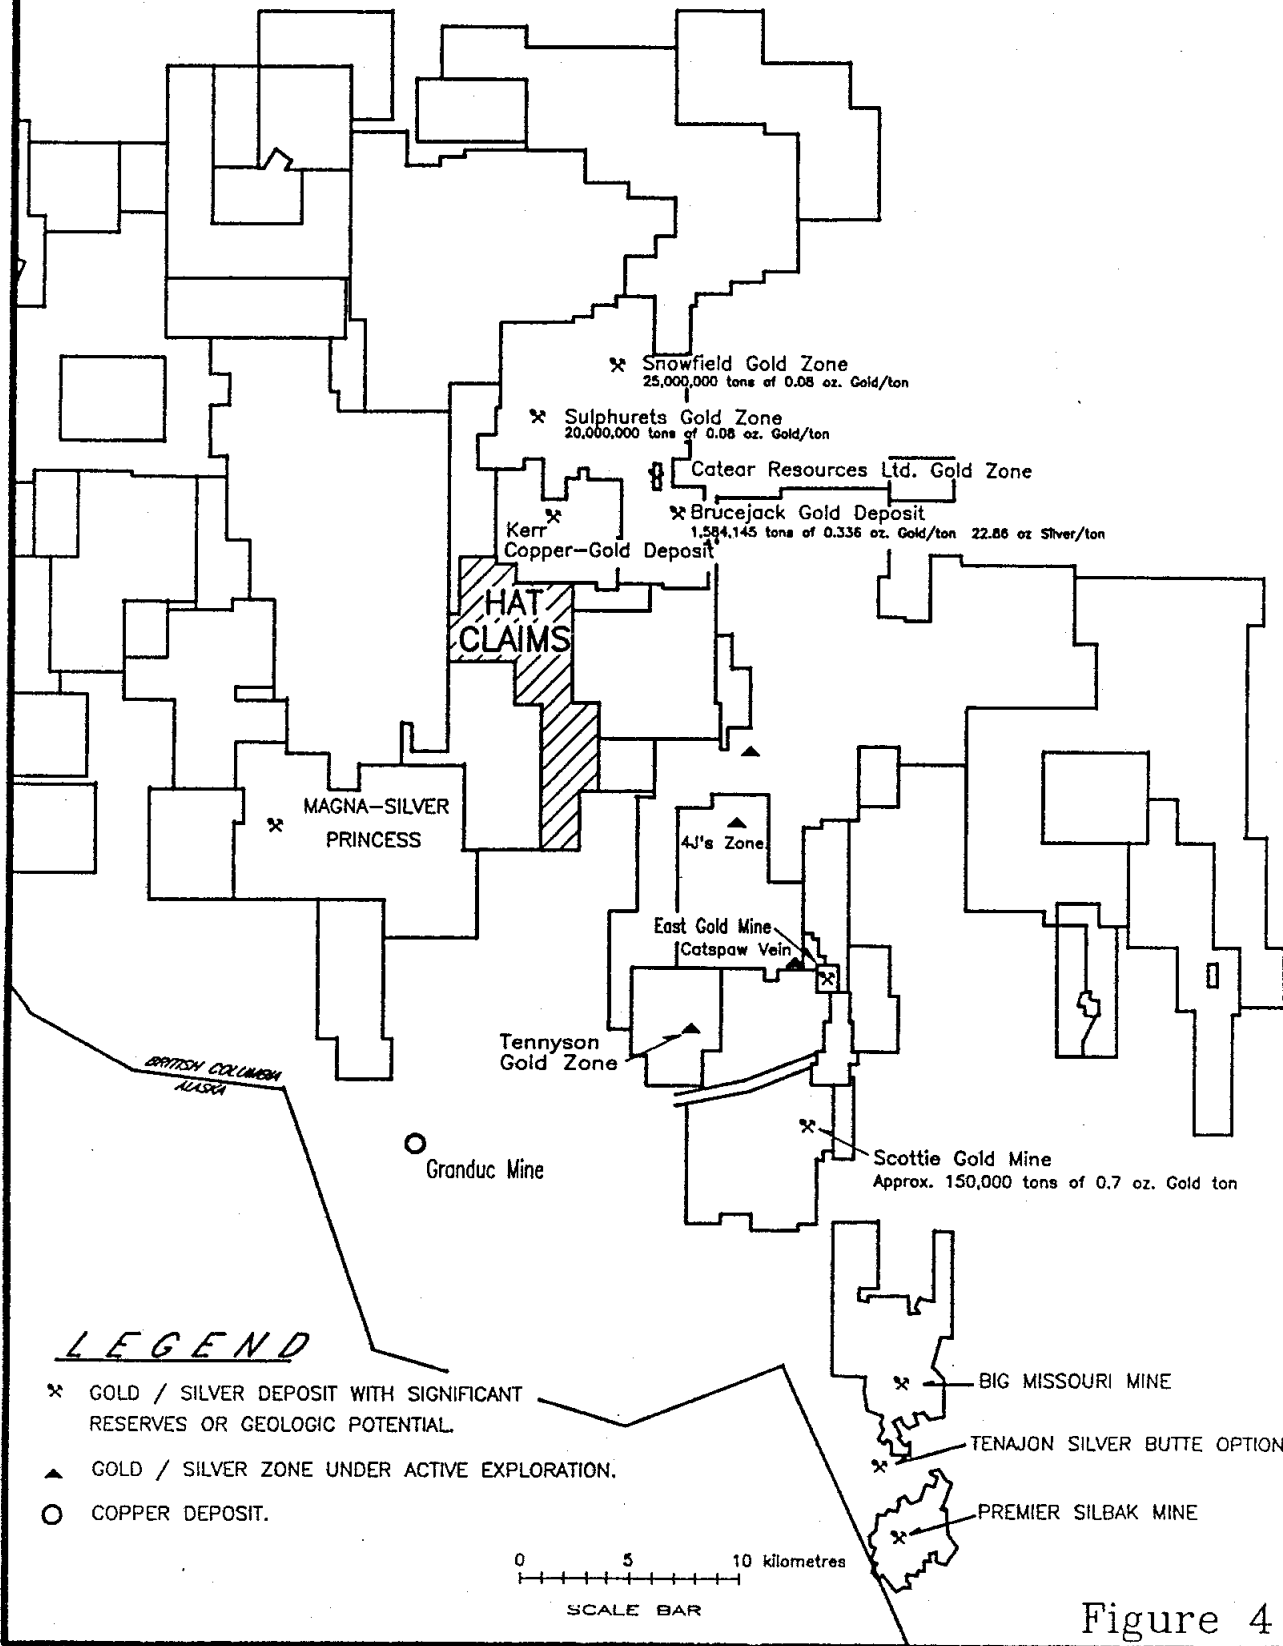 Snowfield Gold Zone
25,000,000 tons of 0.08 oz. Gold/ton
Sulphurets Gold Zone
20,000,000 tons of 0.08 oz. Gold/ton
Catear Resources Ltd. Gold Zone
Brucejack Gold Deposit
1,584,145 tons of 0.336 oz. Gold/ton 22.86 oz Silver/ton
Kerr
Copper-Gold Deposit
HAT
CLAIMS
MAGNA-SILVER
PRINCESS
4J's Zone
East Gold Mine
Catspaw Vein
Tennyson
Gold Zone
BRITISH COLUMBIA
ALASKA
Granduc Mine
Scottie Gold Mine
Approx. 150,000 tons of 0.7 oz. Gold ton
LEGEND
GOLD / SILVER DEPOSIT WITH SIGNIFICANT
RESERVES OR GEOLOGIC POTENTIAL.
GOLD / SILVER ZONE UNDER ACTIVE EXPLORATION.
COPPER DEPOSIT.
BIG MISSOURI MINE
TENAJON SILVER BUTTE OPTION
PREMIER SILBAK MINE
0 5 10 kilometres
SCALE BAR
Figure 4